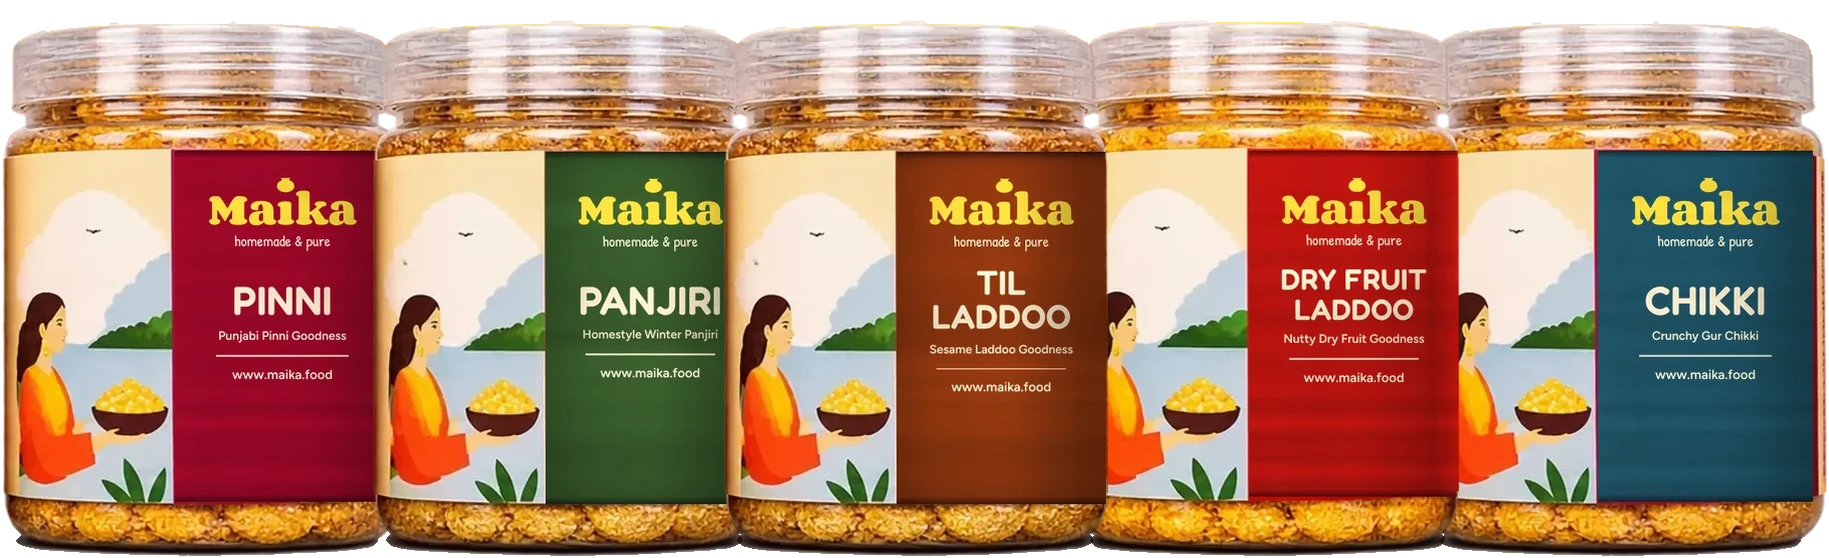 Maika
homemade & pure
PINNI
Punjabi Pinni Goodness
www.maika.food
Maika
homemade & pure
PANJIRI
Homestyle Winter Panjiri
www.maika.food
Maika
homemade & pure
TIL
LADDOO
Sesame Laddoo Goodness
www.maika.food
Maika
homemade & pure
DRY FRUIT
LADDOO
Nutty Dry Fruit Goodness
www.maika.food
Maika
homemade & pure
CHIKKI
Crunchy Gur Chikki
www.maika.food